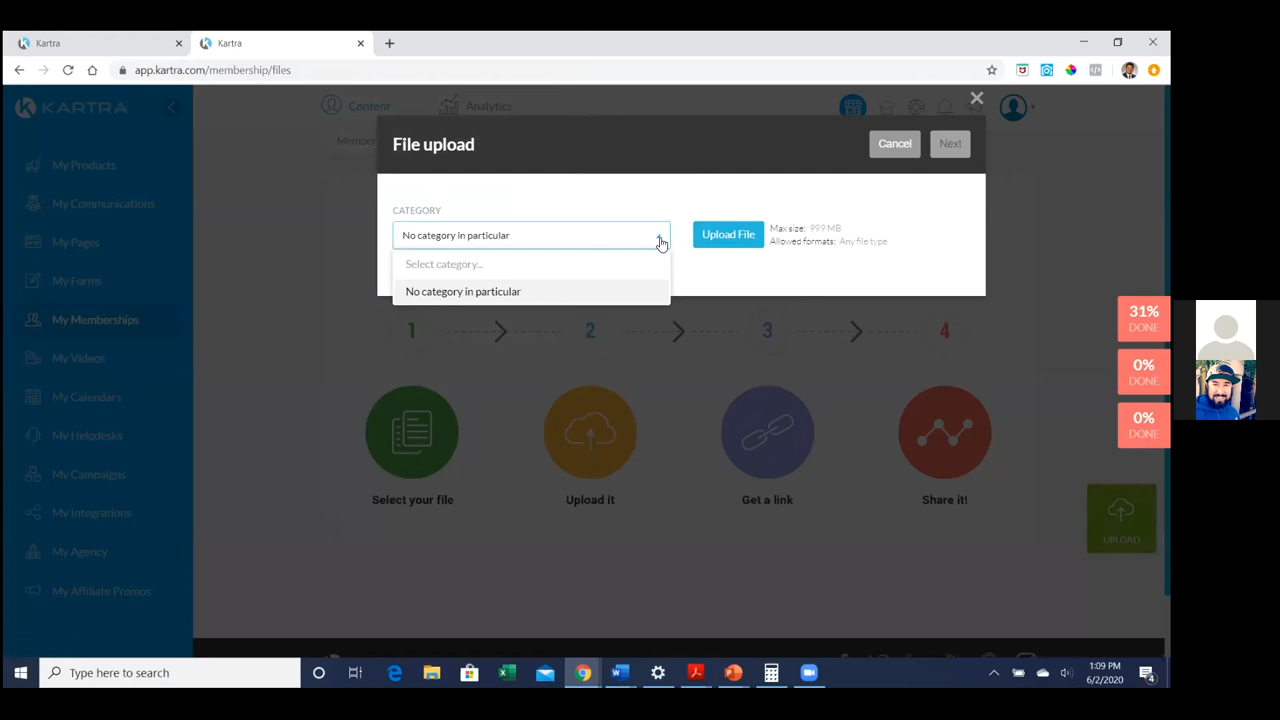 Kartra
Kartra
app.kartra.com/membership/files
KARTRA
Content
Analytics
Member
File upload
Cancel
Next
My Products
My Communications
My Pages
My Forms
My Memberships
My Videos
My Calendars
My Helpdesks
My Campaigns
My Integrations
My Agency
My Affiliate Promos
CATEGORY
No category in particular
Select category...
No category in particular
Upload File
Max size: 999 MB
Allowed formats: Any file type
1
2
3
4
Select your file
Upload it
Get a link
Share it!
31%
DONE
0%
DONE
0%
DONE
UPLOAD
Type here to search
1:09 PM
6/2/2020
4